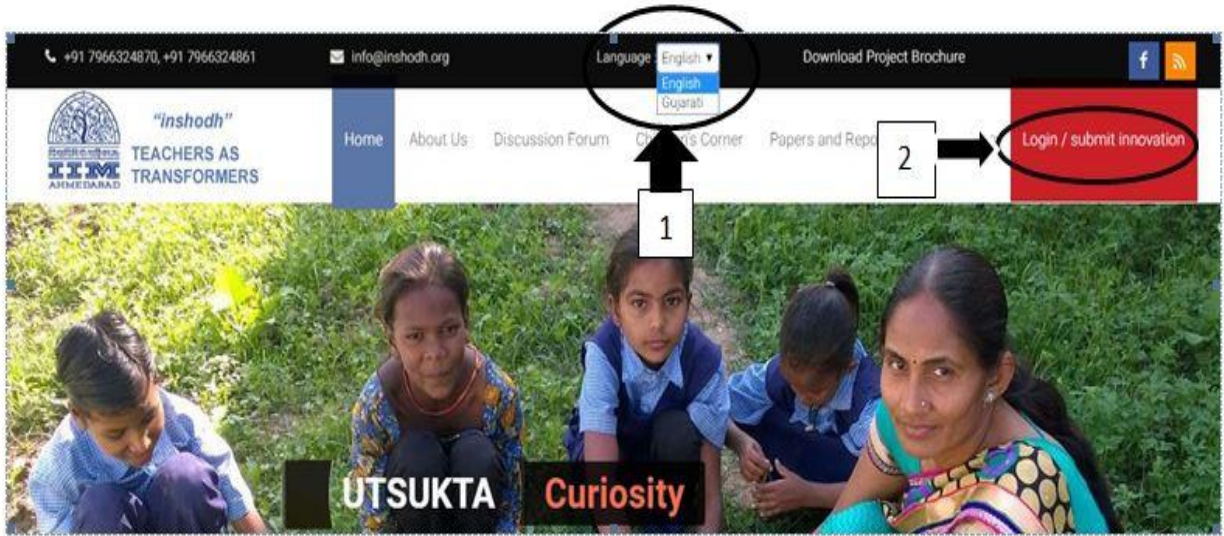 +91 7966324870, +91 7966324861 info@inshodh.org Language : English Download Project Brochure f
English
Gujarati
"inshodh"
TEACHERS AS
TRANSFORMERS
IIM
AHMEDABAD
Home About Us Discussion Forum Papers and Login / submit innovation
2
1
UTSUKTA Curiosity